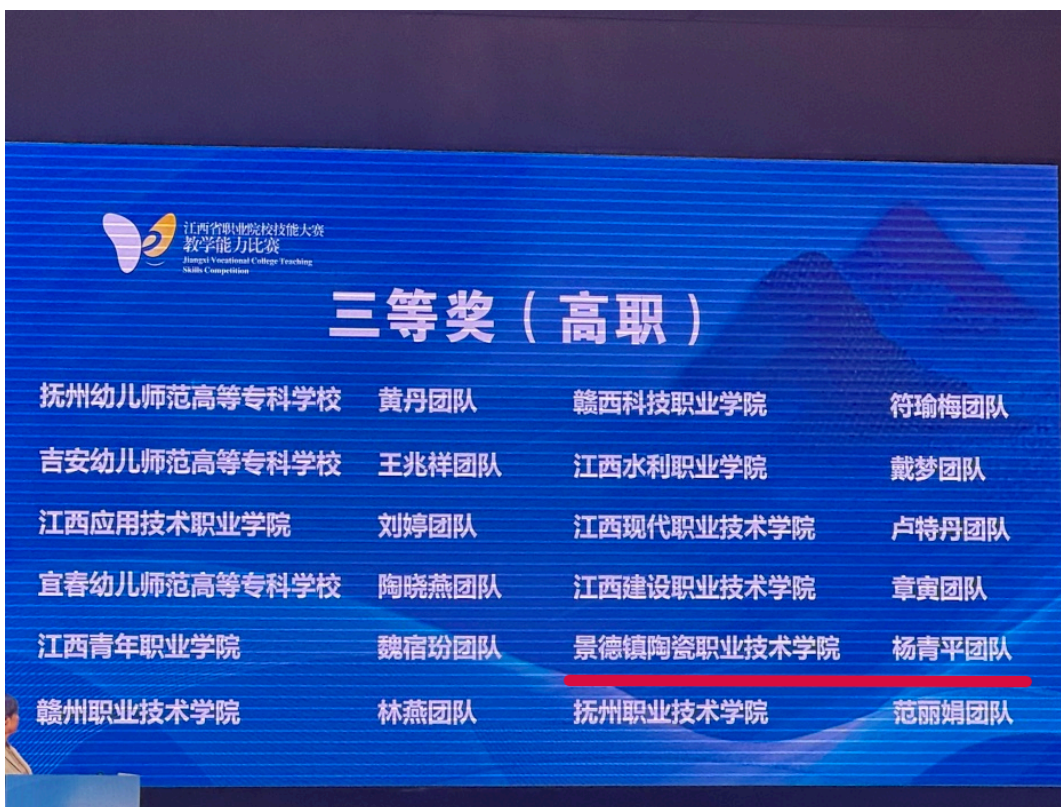 江西省职业院校技能大赛
教学能力比赛
Jiangxi Vocational College Teaching
Skills Competition
三等奖（高职）
抚州幼儿师范高等专科学校 黄丹团队 赣西科技职业学院 符瑜梅团队
吉安幼儿师范高等专科学校 王兆祥团队 江西水利职业学院 戴梦团队
江西应用技术职业学院 刘婷团队 江西现代职业技术学院 卢特丹团队
宜春幼儿师范高等专科学校 陶晓燕团队 江西建设职业技术学院 章寅团队
江西青年职业学院 魏宿玢团队 景德镇陶瓷职业技术学院 杨青平团队
赣州职业技术学院 林燕团队 抚州职业技术学院 范丽娟团队